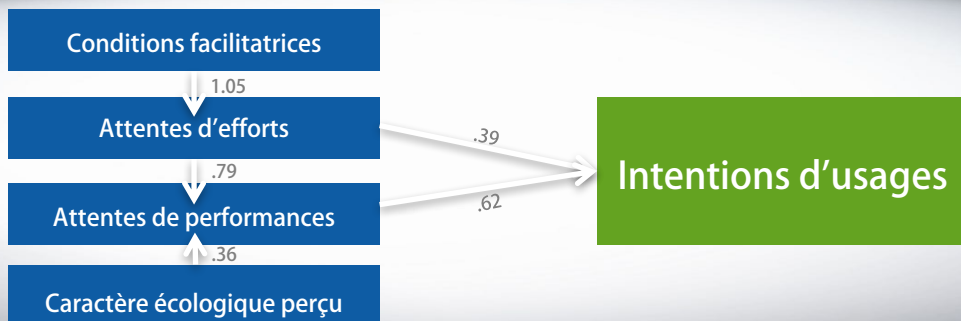 Conditions facilitatrices
1.05
Attentes d'efforts
.39
.79
Intentions d'usages
Attentes de performances
.62
.36
Caractère écologique perçu